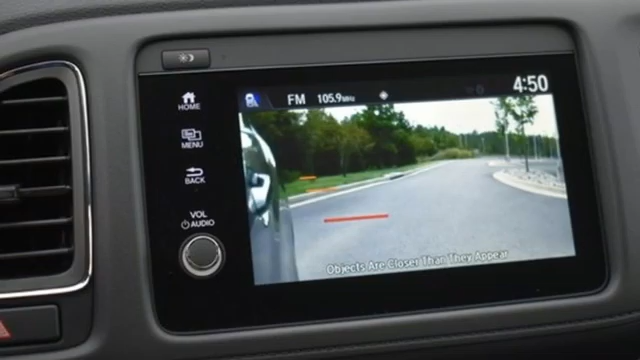 FM 105.9MHz
4:50
HOME
MENU
BACK
VOL
AUDIO
Objects Are Closer Than They Appear